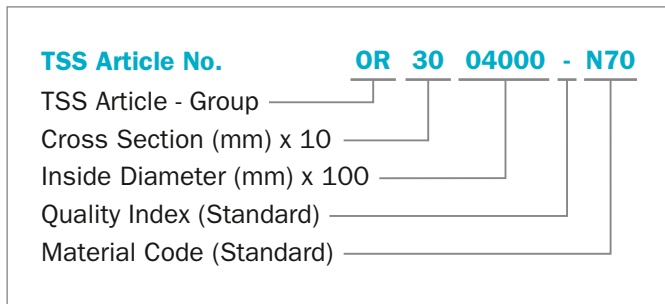 TSS Article No. OR 30 04000 - N70
TSS Article - Group
Cross Section (mm) x 10
Inside Diameter (mm) x 100
Quality Index (Standard)
Material Code (Standard)